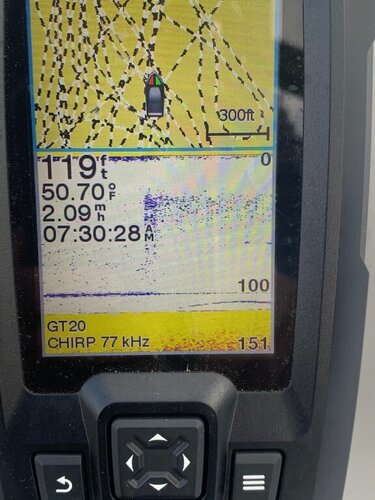 300ft
119 ft 0
50.70 °F
2.09 mh
07:30:28 AM
100
GT20
CHIRP 77 kHz 151